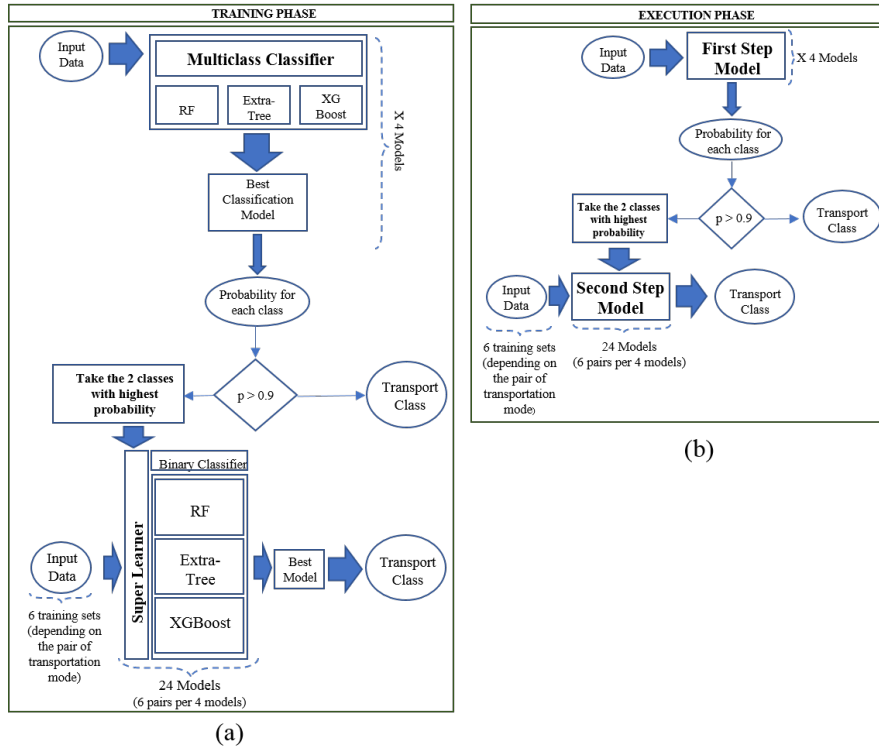 TRAINING PHASE
Input
Data
Multiclass Classifier
RF
Extra-
Tree
XG
Boost
X 4 Models
Best
Classification
Model
Probability for
each class
Take the 2 classes
with highest
probability
p > 0.9
Transport
Class
Super Learner
Binary Classifier
RF
Extra-
Tree
XGBoost
Input
Data
Best
Model
Transport
Class
6 training sets
(depending on
the pair of
transportation
mode)
24 Models
(6 pairs per 4 models)
(a)
EXECUTION PHASE
Input
Data
First Step
Model
X 4 Models
Probability for
each class
Take the 2 classes
with highest
probability
p > 0.9
Transport
Class
Input
Data
Second Step
Model
Transport
Class
6 training sets
(depending on
the pair of
transportation
mode)
24 Models
(6 pairs per 4 models)
(b)